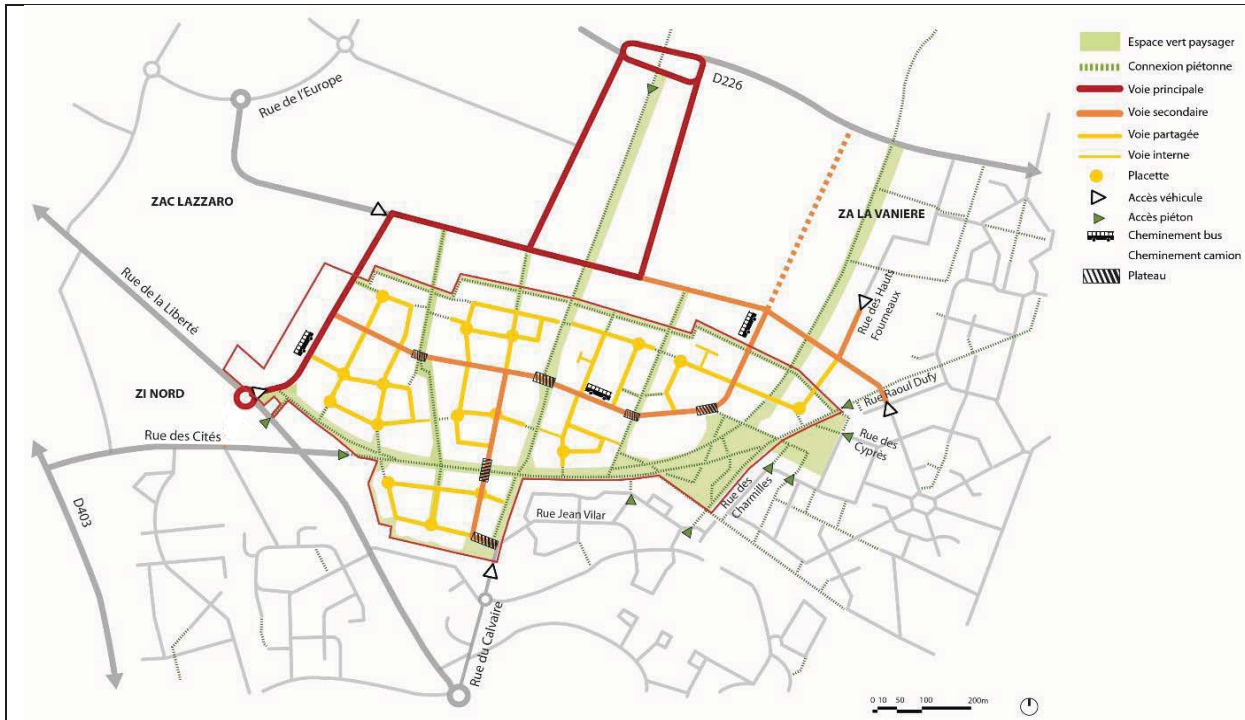 D226
Rue de l'Europe
ZAC LAZZARO
ZA LA VANIERE
Rue de la Liberté
Rue des Hauts
Fourneaux
ZI NORD
Rue Raoul Dufy
Rue des Cités
Rue des
Cyprès
Rue des
Charmilles
Rue Jean Vilar
D403
Rue du Calvaire
Espace vert paysager
Connexion piétonne
Voie principale
Voie secondaire
Voie partagée
Voie interne
Placette
Accès véhicule
Accès piéton
Cheminement bus
Cheminement camion
Plateau
0 10 50 100 200m